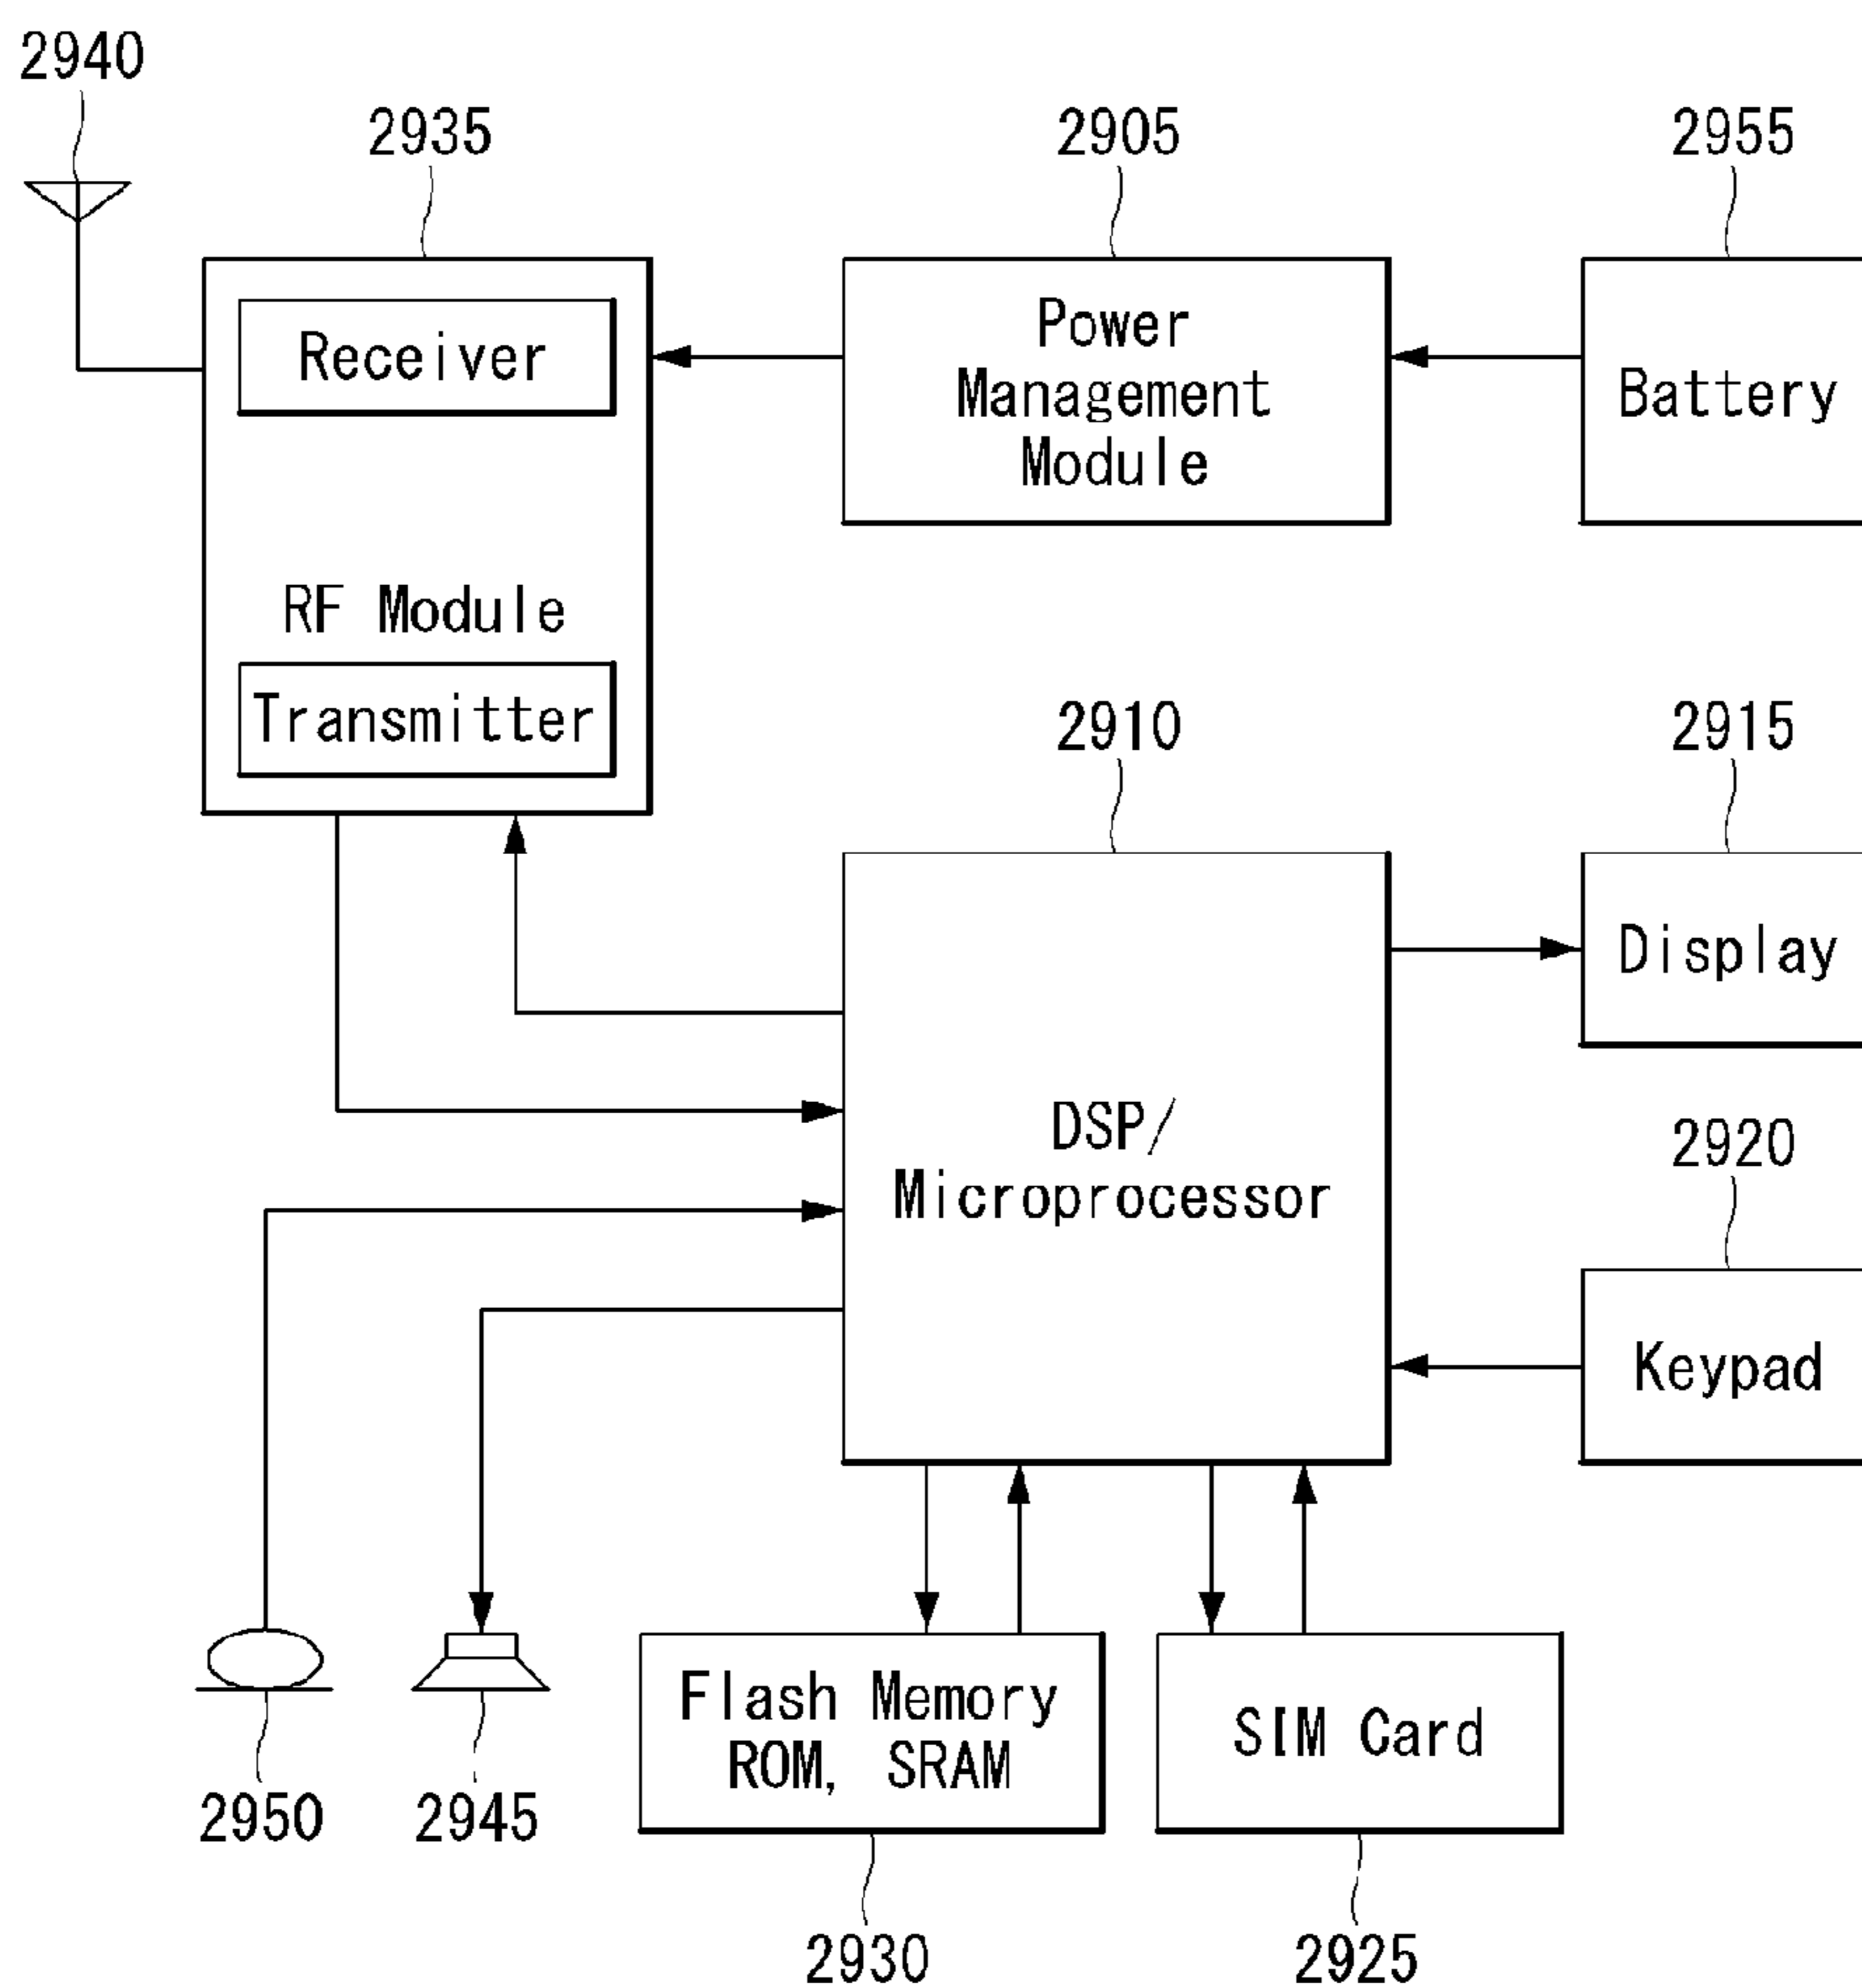 2940
2935
2905
2955
Receiver
Power
Management
Module
Battery
RF Module
Transmitter
2910
2915
Display
DSP/
Microprocessor
2920
Keypad
Flash Memory
ROM, SRAM
SIM Card
2950
2945
2930
2925